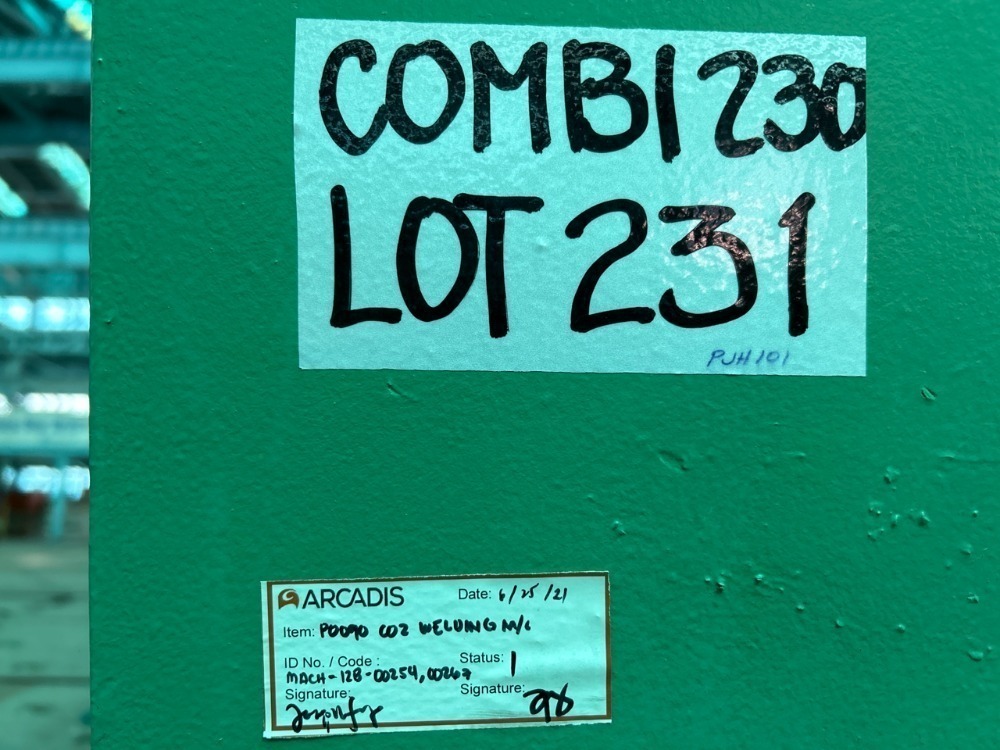 COMBI 230
LOT 231
PJH101
ARCADIS
Date: 6/25/21
Item: P0090 CO2 WELDING M/C
ID No. / Code :
Status: 1
MACH-128-00254, 00267
Signature:
Signature: